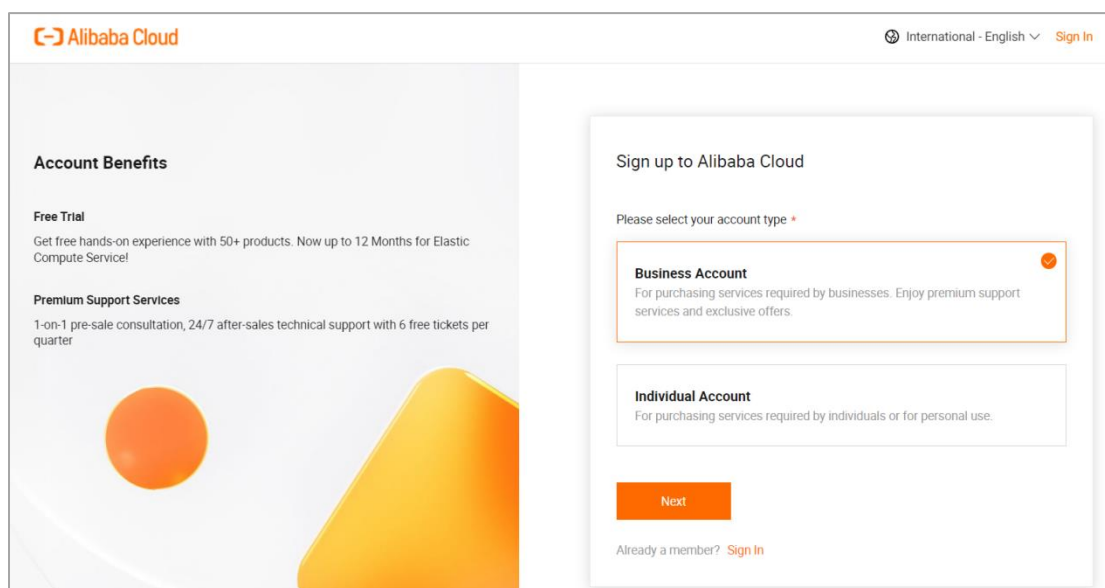 Alibaba Cloud
International - English
Sign In
Account Benefits
Free Trial
Get free hands-on experience with 50+ products. Now up to 12 Months for Elastic
Compute Service!
Premium Support Services
1-on-1 pre-sale consultation, 24/7 after-sales technical support with 6 free tickets per
quarter
Sign up to Alibaba Cloud
Please select your account type *
Business Account
For purchasing services required by businesses. Enjoy premium support
services and exclusive offers.
Individual Account
For purchasing services required by individuals or for personal use.
Next
Already a member? Sign In